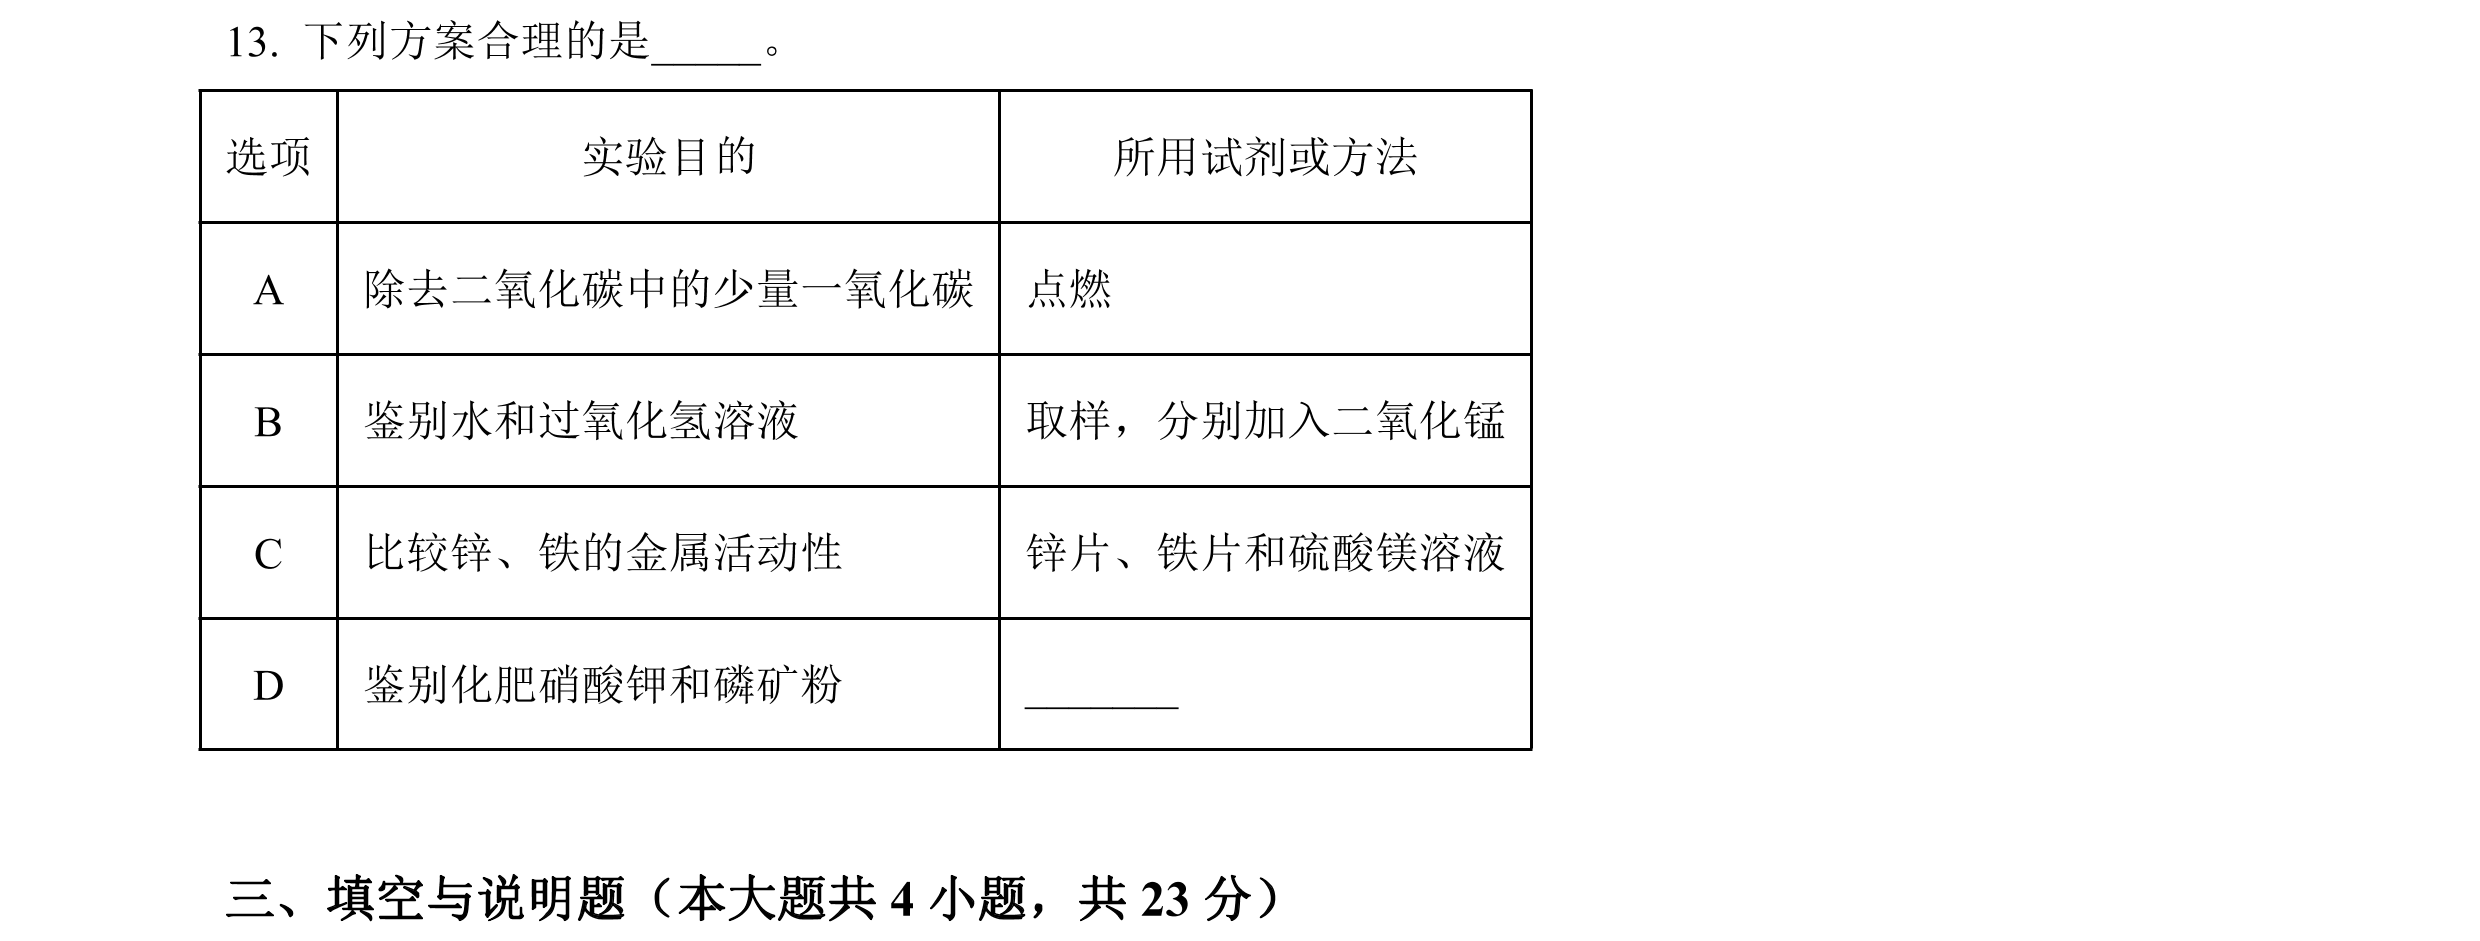 13. 下列方案合理的是_____。
选项 实验目的 所用试剂或方法
A 除去二氧化碳中的少量一氧化碳 点燃
B 鉴别水和过氧化氢溶液 取样，分别加入二氧化锰
C 比较锌、铁的金属活动性 锌片、铁片和硫酸镁溶液
D 鉴别化肥硝酸钾和磷矿粉 _______
三、填空与说明题（本大题共 4 小题，共 23 分）